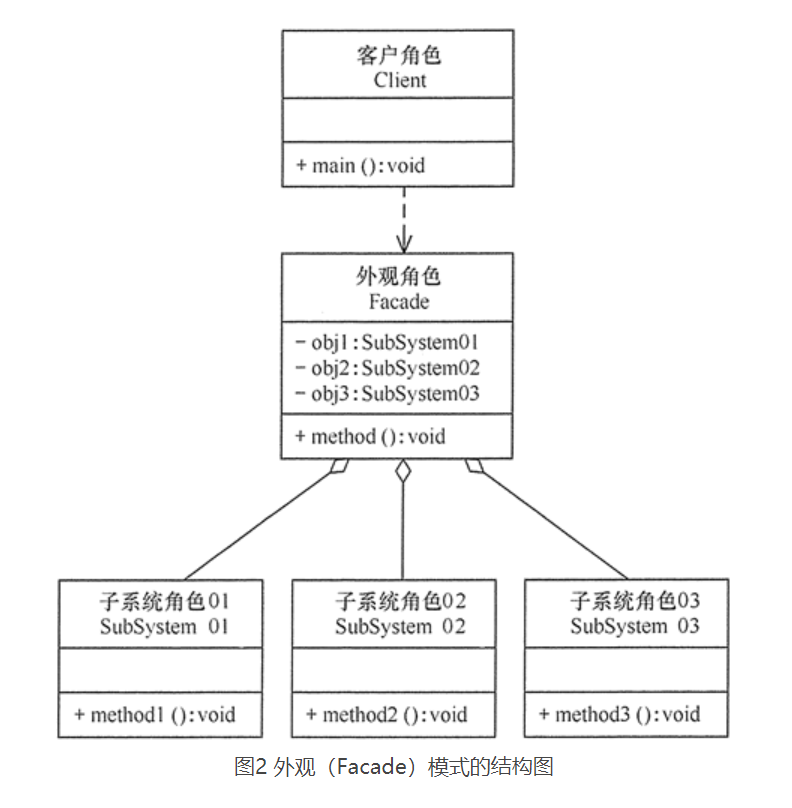 客户角色
Client
+ main ():void
外观角色
Facade
- obj1:SubSystem01
- obj2:SubSystem02
- obj3:SubSystem03
+ method ():void
子系统角色01
SubSystem 01
+ method1 ():void
子系统角色02
SubSystem 02
+ method2 ():void
子系统角色03
SubSystem 03
+ method3 ():void
图2 外观（Facade）模式的结构图